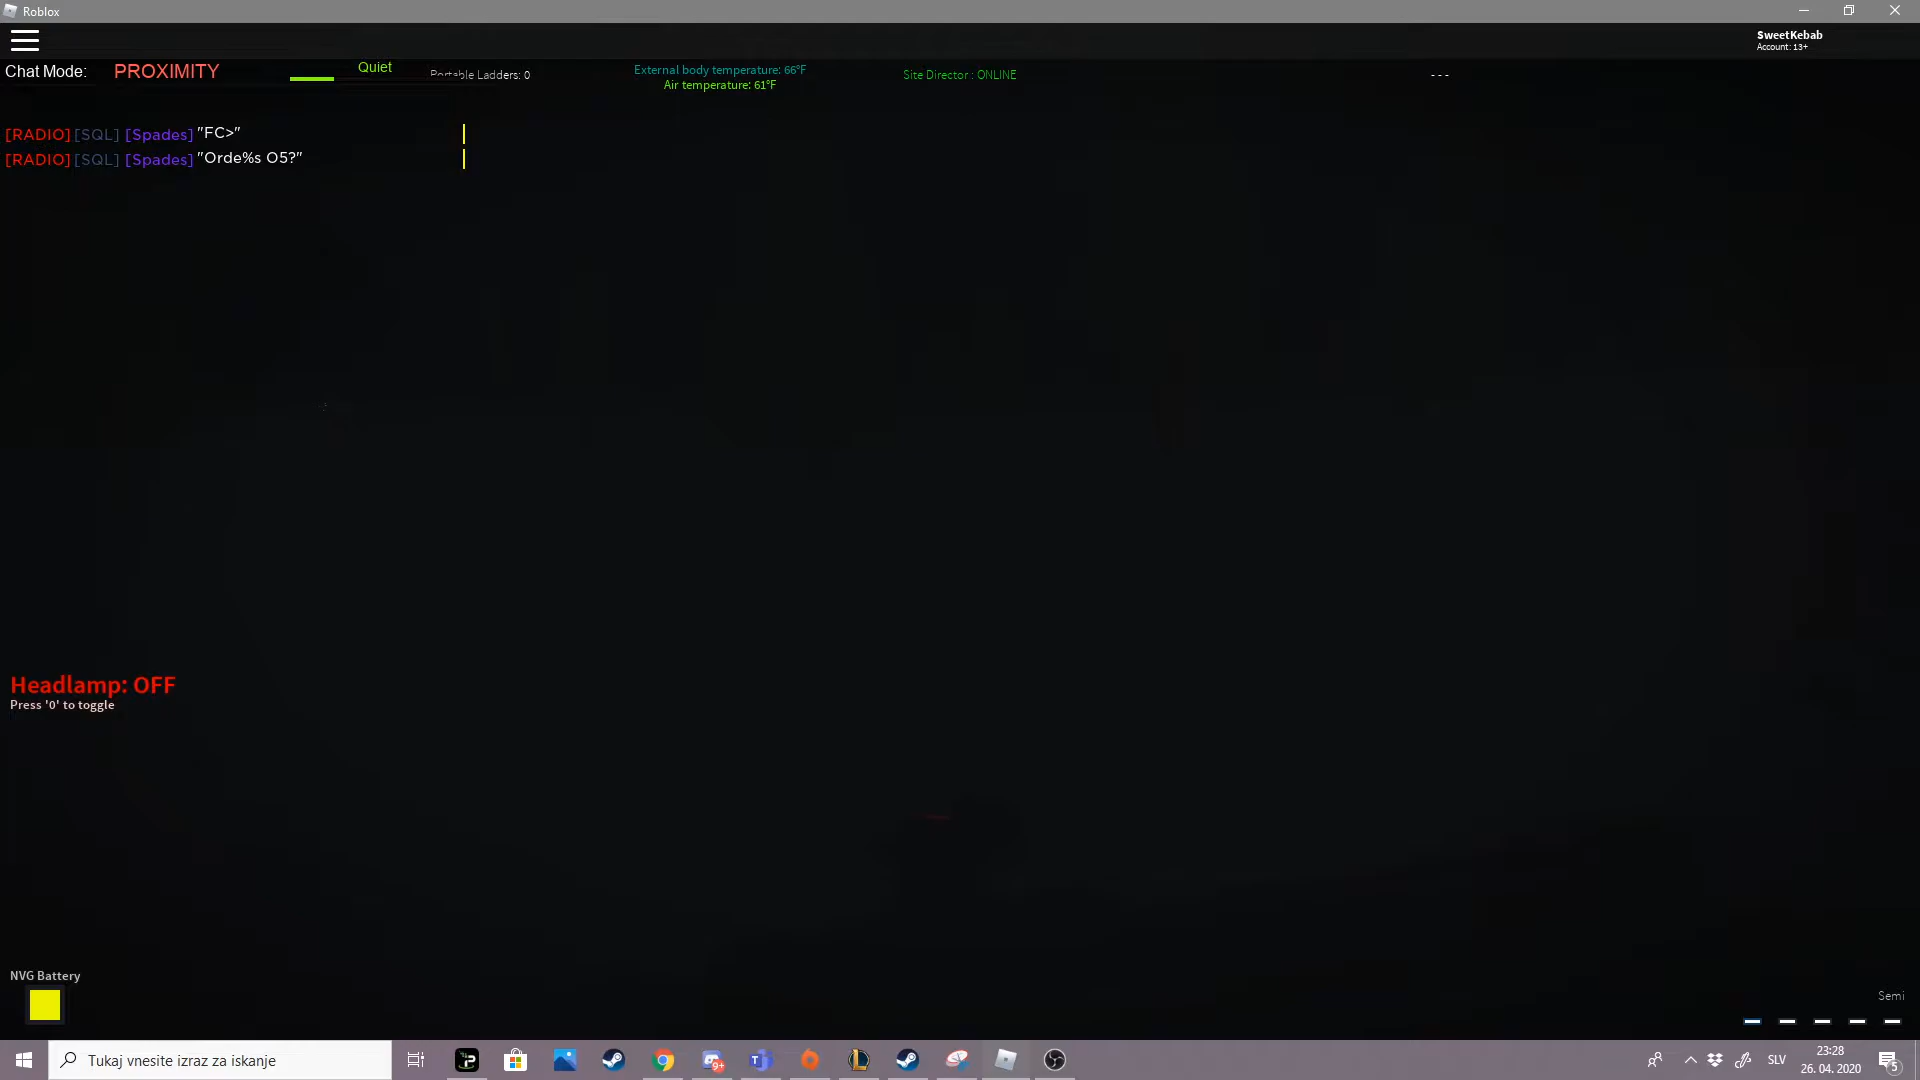 Roblox
SweetKebab
Account: 13+
Chat Mode: PROXIMITY
Quiet
Portable Ladders: 0
External body temperature: 66°F
Air temperature: 61°F
Site Director : ONLINE
---
[RADIO] [SQL] [Spades] "FC>"
[RADIO] [SQL] [Spades] "Orde%s O5?"
Headlamp: OFF
Press '0' to toggle
NVG Battery
Semi
Tukaj vnesite izraz za iskanje
9+
SLV
23:28
26. 04. 2020
5